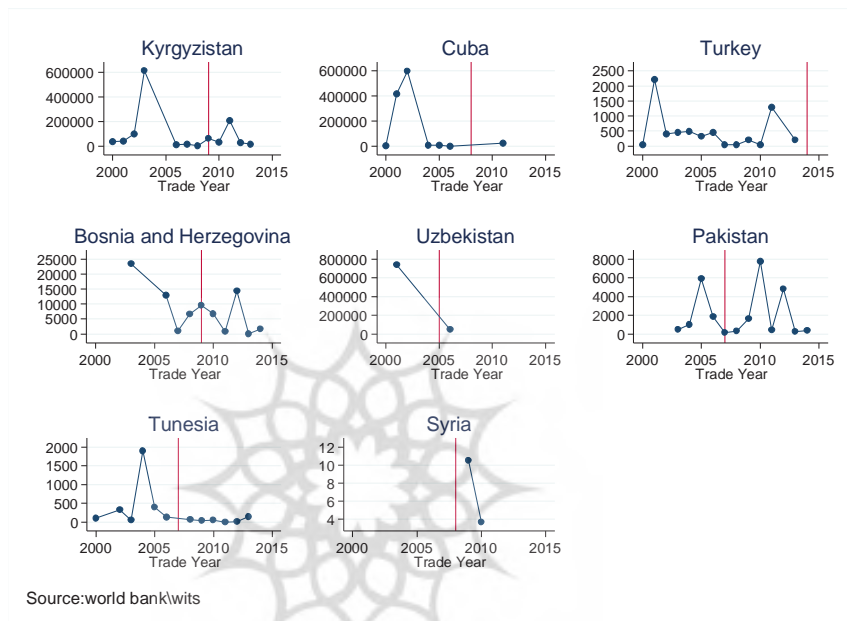 Kyrgyzistan
600000
400000
200000
0
2000 2005 2010 2015
Trade Year
Cuba
600000
400000
200000
0
2000 2005 2010 2015
Trade Year
Turkey
2500
2000
1500
1000
500
0
2000 2005 2010 2015
Trade Year
Bosnia and Herzegovina
25000
20000
15000
10000
5000
0
2000 2005 2010 2015
Trade Year
Uzbekistan
800000
600000
400000
200000
0
2000 2005 2010 2015
Trade Year
Pakistan
8000
6000
4000
2000
0
2000 2005 2010 2015
Trade Year
Tunesia
2000
1500
1000
500
0
2000 2005 2010 2015
Trade Year
Syria
12
10
8
6
4
2000 2005 2010 2015
Trade Year
Source:world bank\wits